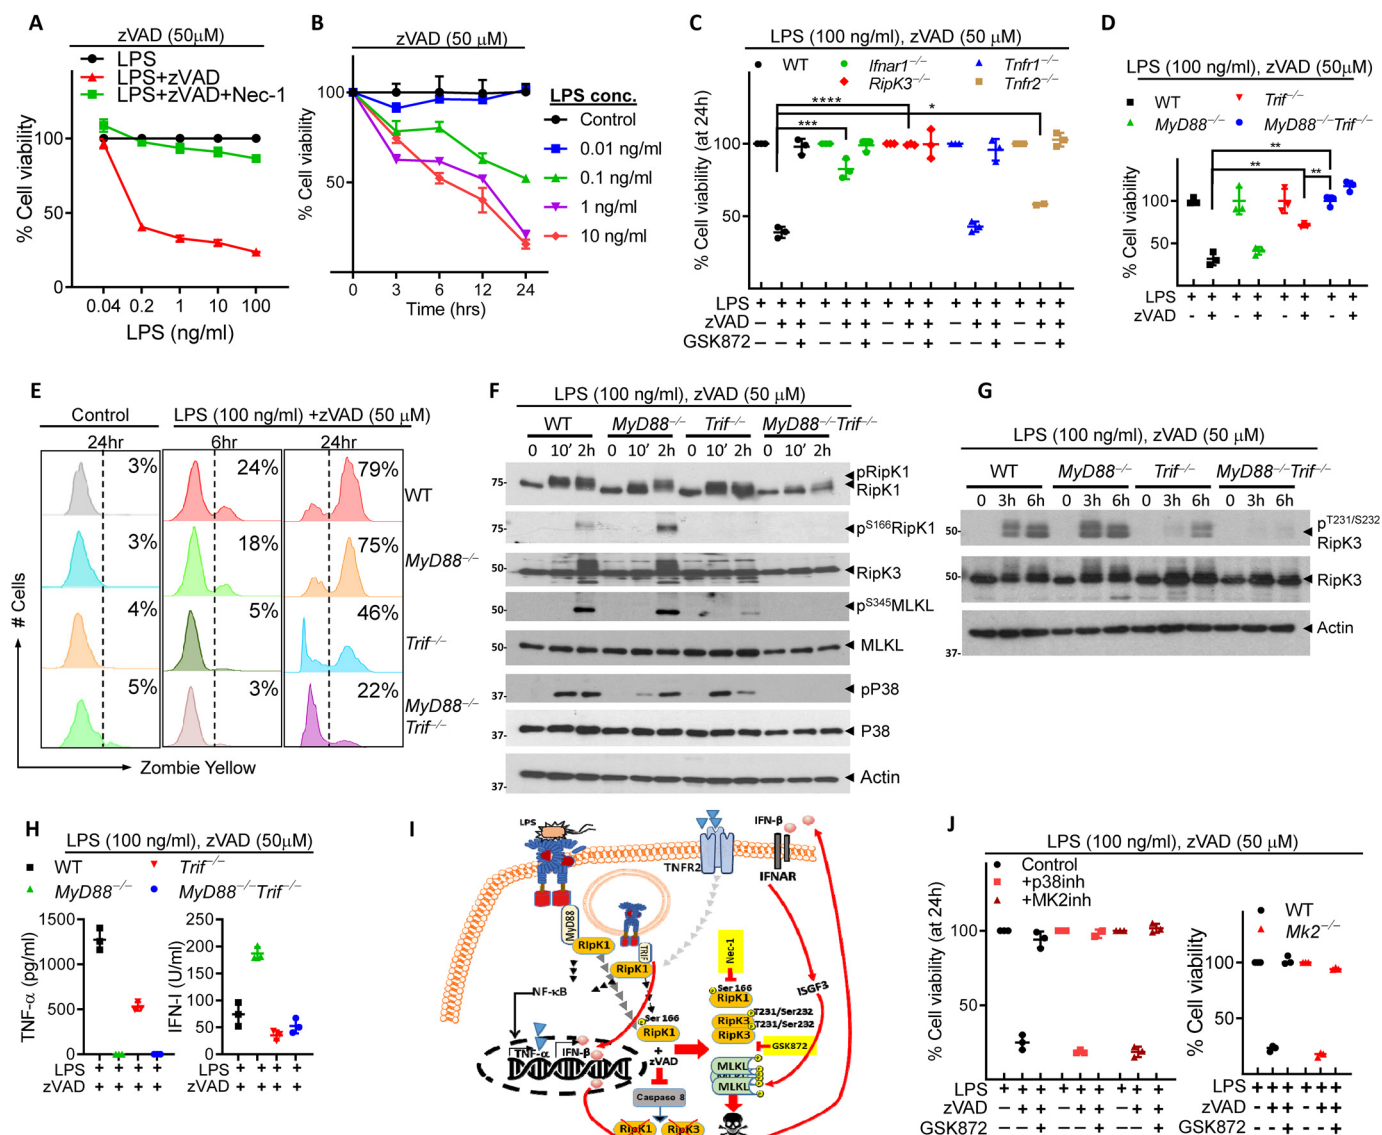 A
zVAD (50μM)
LPS
LPS+zVAD
LPS+zVAD+Nec-1
% Cell viability
100
50
0
0.04 0.2 1 10 100
LPS (ng/ml)
B
zVAD (50 μM)
% Cell viability
100
50
0 3 6 12 24
Time (hrs)
LPS conc.
Control
0.01 ng/ml
0.1 ng/ml
1 ng/ml
10 ng/ml
C
LPS (100 ng/ml), zVAD (50 μM)
WT
Ifnar1–/–
RipK3–/–
Tnfr1–/–
Tnfr2–/–
% Cell viability (at 24h)
100
50
****
***
*
LPS + + + + + + + + + + + + + + +
zVAD – + + – + + – + + – + + – + +
GSK872 – – + – – + – – + – – + – – +
D
LPS (100 ng/ml), zVAD (50μM)
WT
Trif–/–
MyD88–/–
MyD88–/–Trif–/–
% Cell viability
100
50
**
**
**
LPS + + + + + + + +
zVAD - + - + - + - +
E
Control
LPS (100 ng/ml) +zVAD (50 μM)
24hr 6hr 24hr
3% 24% 79% WT
3% 18% 75% MyD88–/–
4% 5% 46% Trif–/–
5% 3% 22% MyD88–/–
Trif–/–
# Cells
Zombie Yellow
F
LPS (100 ng/ml), zVAD (50 μM)
WT MyD88–/– Trif–/– MyD88–/–Trif–/–
0 10’ 2h 0 10’ 2h 0 10’ 2h 0 10’ 2h
75- pRipK1
RipK1
75- pS166RipK1
50- RipK3
50- pS345MLKL
50- MLKL
37- pP38
37- P38
37- Actin
G
LPS (100 ng/ml), zVAD (50 μM)
WT MyD88–/– Trif–/– MyD88–/–Trif–/–
0 3h 6h 0 3h 6h 0 3h 6h 0 3h 6h
50- pT231/S232
RipK3
50- RipK3
Actin
37-
H
LPS (100 ng/ml), zVAD (50μM)
WT
Trif–/–
MyD88–/–
MyD88–/–Trif–/–
TNF-α (pg/ml)
1500
1000
500
0
LPS + + + +
zVAD + + + +
IFN-I (U/ml)
250
200
150
100
50
0
LPS + + + +
zVAD + + + +
I
LPS
TNFR2
IFN-β
IFNAR
MyD88
RipK1
TRIF
RipK1
NF-κB
TNF-α
IFN-β
Ser 166
P
RipK1
+
zVAD
Caspase 8
RipK1
RipK3
Nec-1
P
Ser 166
RipK1
RipK3
P
T231/Ser232
P
T231/Ser232
RipK3
GSK872
MLKL
MLKL
P
P
ISGF3
J
LPS (100 ng/ml), zVAD (50 μM)
Control
+p38inh
+MK2inh
% Cell viability (at 24h)
100
50
LPS + + + + + + + + +
zVAD – + + – + + – + +
GSK872 – – + – – + – – +
WT
Mk2–/–
% Cell viability
100
50
LPS + + + + + +
zVAD - + + - + +
GSK872 - - + - - +